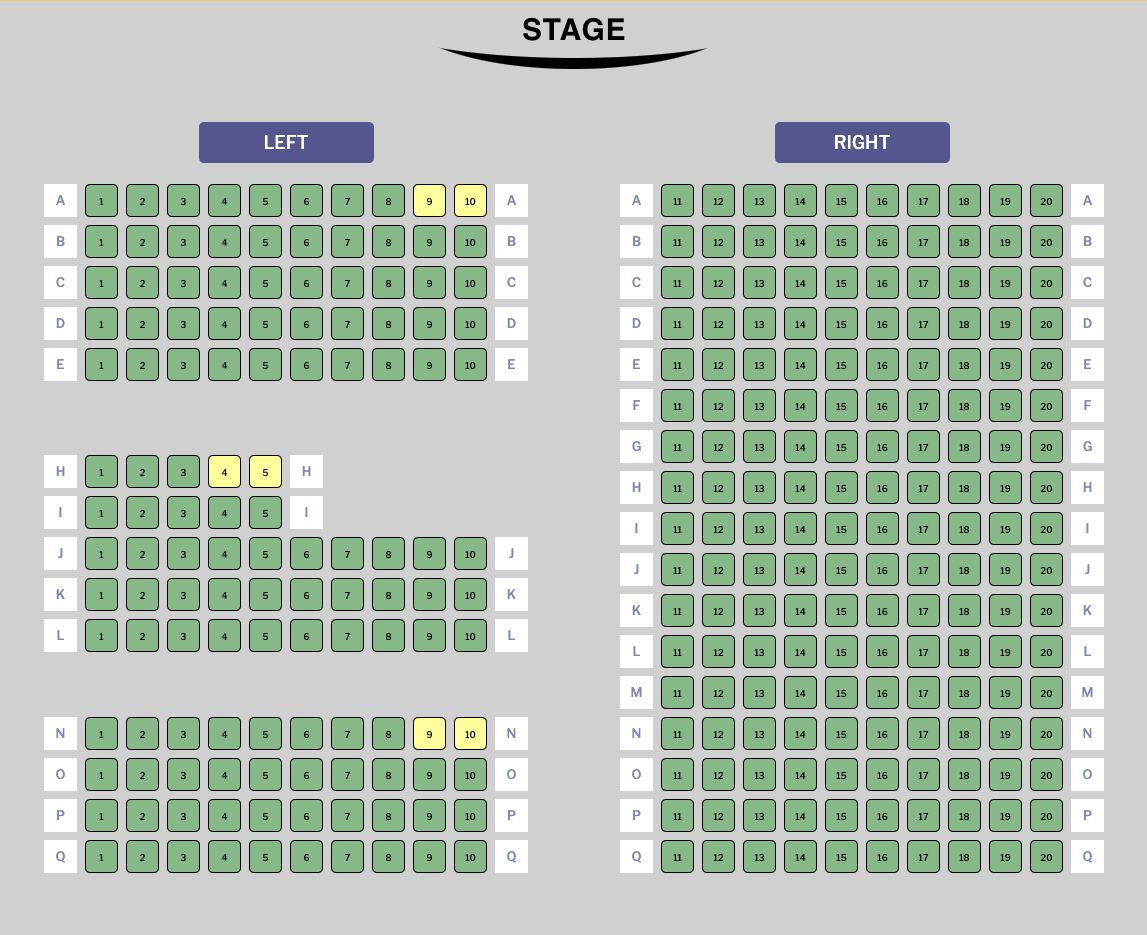 STAGE
LEFT
RIGHT
A 1 2 3 4 5 6 7 8 9 10 A
B 1 2 3 4 5 6 7 8 9 10 B
C 1 2 3 4 5 6 7 8 9 10 C
D 1 2 3 4 5 6 7 8 9 10 D
E 1 2 3 4 5 6 7 8 9 10 E
H 1 2 3 4 5 H
I 1 2 3 4 5 I
J 1 2 3 4 5 6 7 8 9 10 J
K 1 2 3 4 5 6 7 8 9 10 K
L 1 2 3 4 5 6 7 8 9 10 L
N 1 2 3 4 5 6 7 8 9 10 N
O 1 2 3 4 5 6 7 8 9 10 O
P 1 2 3 4 5 6 7 8 9 10 P
Q 1 2 3 4 5 6 7 8 9 10 Q
A 11 12 13 14 15 16 17 18 19 20 A
B 11 12 13 14 15 16 17 18 19 20 B
C 11 12 13 14 15 16 17 18 19 20 C
D 11 12 13 14 15 16 17 18 19 20 D
E 11 12 13 14 15 16 17 18 19 20 E
F 11 12 13 14 15 16 17 18 19 20 F
G 11 12 13 14 15 16 17 18 19 20 G
H 11 12 13 14 15 16 17 18 19 20 H
I 11 12 13 14 15 16 17 18 19 20 I
J 11 12 13 14 15 16 17 18 19 20 J
K 11 12 13 14 15 16 17 18 19 20 K
L 11 12 13 14 15 16 17 18 19 20 L
M 11 12 13 14 15 16 17 18 19 20 M
N 11 12 13 14 15 16 17 18 19 20 N
O 11 12 13 14 15 16 17 18 19 20 O
P 11 12 13 14 15 16 17 18 19 20 P
Q 11 12 13 14 15 16 17 18 19 20 Q